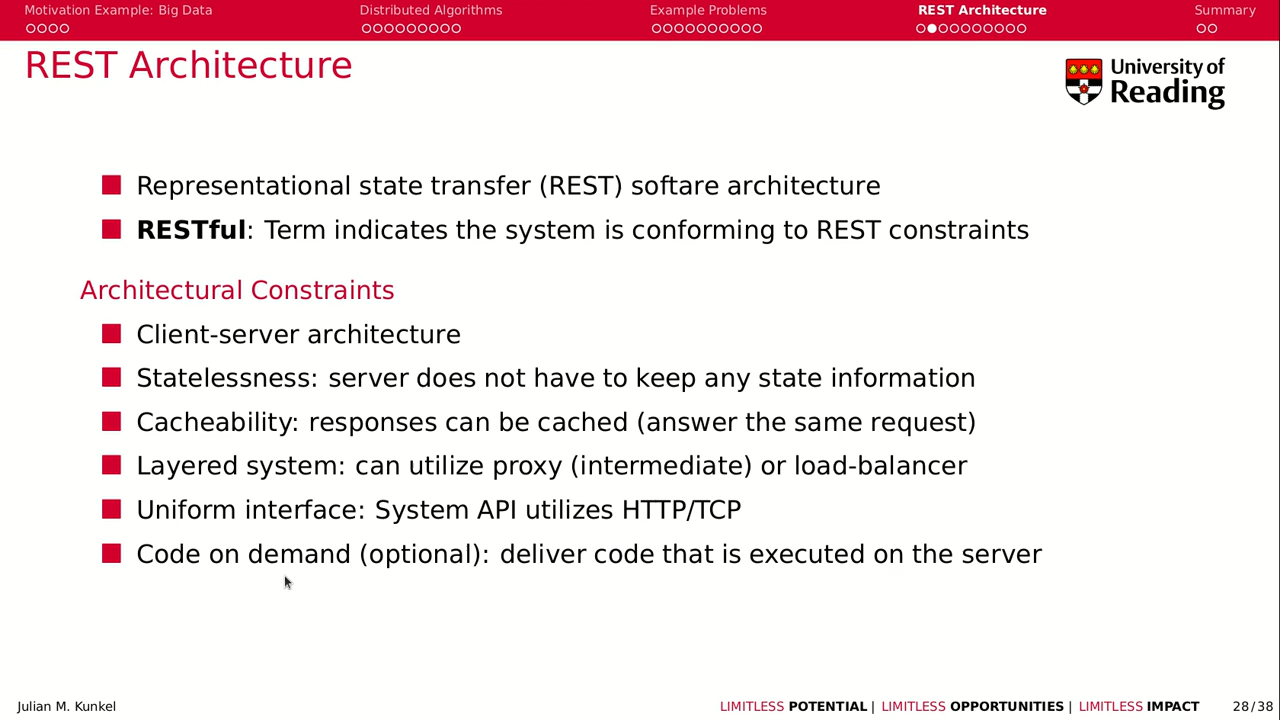 Motivation Example: Big Data Distributed Algorithms Example Problems REST Architecture Summary
REST Architecture
University of
Reading
Representational state transfer (REST) softare architecture
RESTful: Term indicates the system is conforming to REST constraints
Architectural Constraints
Client-server architecture
Statelessness: server does not have to keep any state information
Cacheability: responses can be cached (answer the same request)
Layered system: can utilize proxy (intermediate) or load-balancer
Uniform interface: System API utilizes HTTP/TCP
Code on demand (optional): deliver code that is executed on the server
Julian M. Kunkel LIMITLESS POTENTIAL | LIMITLESS OPPORTUNITIES | LIMITLESS IMPACT 28/38